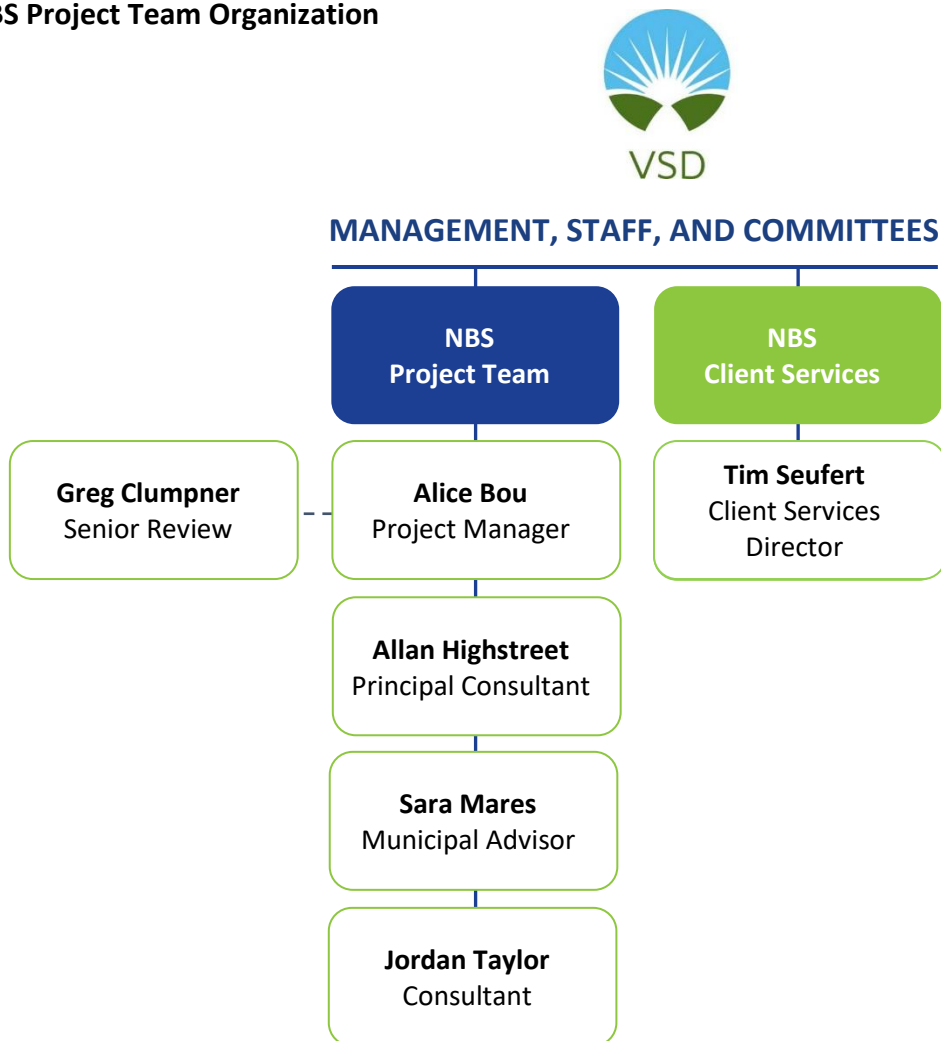 BS Project Team Organization
VSD
MANAGEMENT, STAFF, AND COMMITTEES
NBS
Project Team
NBS
Client Services
Greg Clumpner
Senior Review
Alice Bou
Project Manager
Tim Seufert
Client Services
Director
Allan Highstreet
Principal Consultant
Sara Mares
Municipal Advisor
Jordan Taylor
Consultant